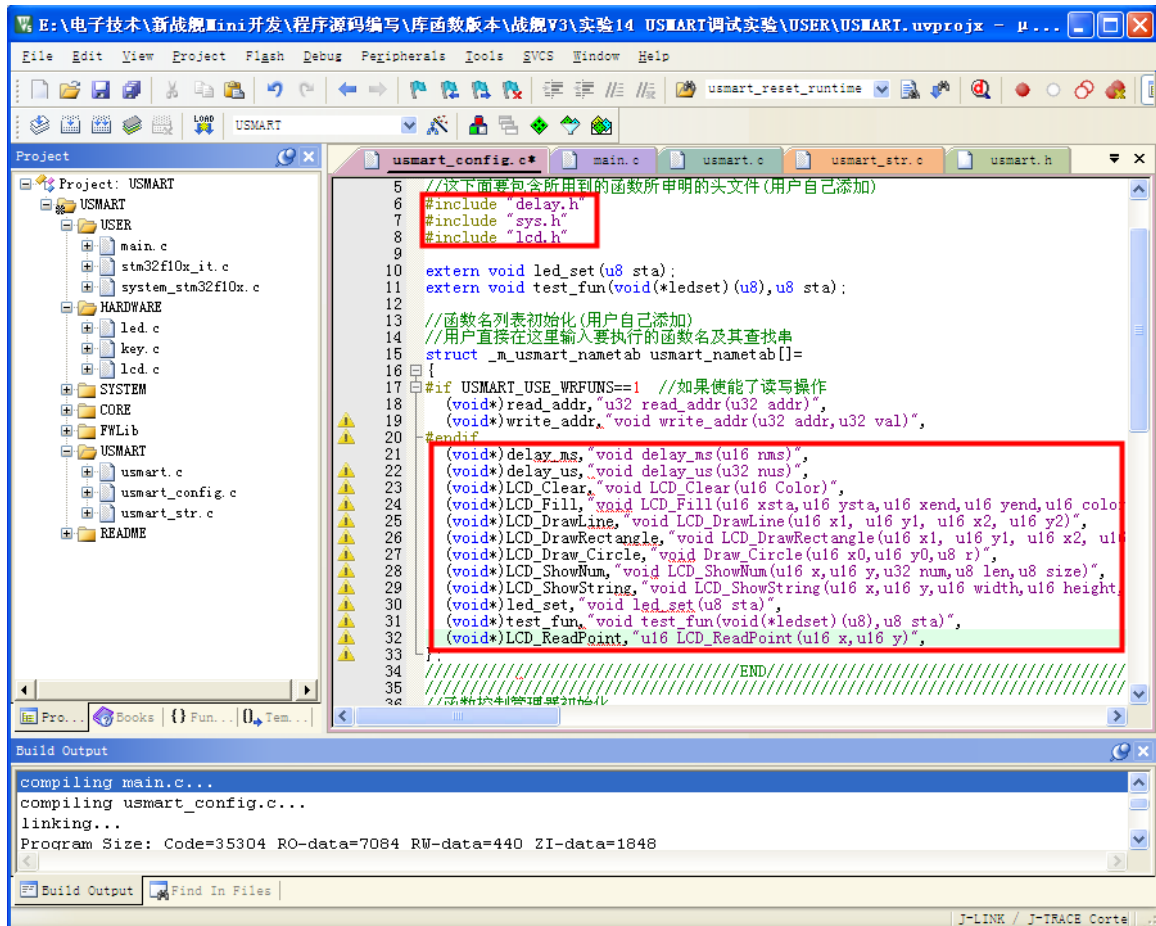 E:\电子技术\新战舰Mini开发\程序源码编写\库函数版本\战舰V3\实验14 USMART调试实验\USER\USMART.uvprojx - μ...
File Edit View Project Flash Debug Peripherals Tools SVCS Window Help
usmart_reset_runtime
LOAD USMART
Project
Project: USMART
USMART
USER
main.c
stm32f10x_it.c
system_stm32f10x.c
HARDWARE
led.c
key.c
lcd.c
SYSTEM
CORE
FWLib
USMART
usmart.c
usmart_config.c
usmart_str.c
README
Pro... Books {} Fun... 0 Tem...
usmart_config.c* main.c usmart.c usmart_str.c usmart.h
5 //这下面要包含所用到的函数所申明的头文件(用户自己添加)
6 #include "delay.h"
7 #include "sys.h"
8 #include "lcd.h"
9
10 extern void led_set(u8 sta);
11 extern void test_fun(void(*ledset)(u8),u8 sta);
12
13 //函数名列表初始化(用户自己添加)
14 //用户直接在这里输入要执行的函数名及其查找串
15 struct _m_usmart_nametab usmart_nametab[]=
16 {
17 #if USMART_USE_WRFUNS==1 //如果使能了读写操作
18 (void*)read_addr,"u32 read_addr(u32 addr)",
19 (void*)write_addr,"void write_addr(u32 addr,u32 val)",
20 #endif
21 (void*)delay_ms,"void delay_ms(u16 nms)",
22 (void*)delay_us,"void delay_us(u32 nus)",
23 (void*)LCD_Clear,"void LCD_Clear(u16 Color)",
24 (void*)LCD_Fill,"void LCD_Fill(u16 xsta,u16 ysta,u16 xend,u16 yend,u16 colo
25 (void*)LCD_DrawLine,"void LCD_DrawLine(u16 x1, u16 y1, u16 x2, u16 y2)",
26 (void*)LCD_DrawRectangle,"void LCD_DrawRectangle(u16 x1, u16 y1, u16 x2, u16
27 (void*)LCD_Draw_Circle,"void Draw_Circle(u16 x0,u16 y0,u8 r)",
28 (void*)LCD_ShowNum,"void LCD_ShowNum(u16 x,u16 y,u32 num,u8 len,u8 size)",
29 (void*)LCD_ShowString,"void LCD_ShowString(u16 x,u16 y,u16 width,u16 height,
30 (void*)led_set,"void led_set(u8 sta)",
31 (void*)test_fun,"void test_fun(void(*ledset)(u8),u8 sta)",
32 (void*)LCD_ReadPoint,"u16 LCD_ReadPoint(u16 x,u16 y)",
33 };
34 ///////////////////////////////////END/////////////////////////////////////////
35 ///////////////////////////////////////////////////////////////////////////////
36 //函数控制管理器初始化
Build Output
compiling main.c...
compiling usmart_config.c...
linking...
Program Size: Code=35304 RO-data=7084 RW-data=440 ZI-data=1848
Build Output Find In Files
J-LINK / J-TRACE Corte